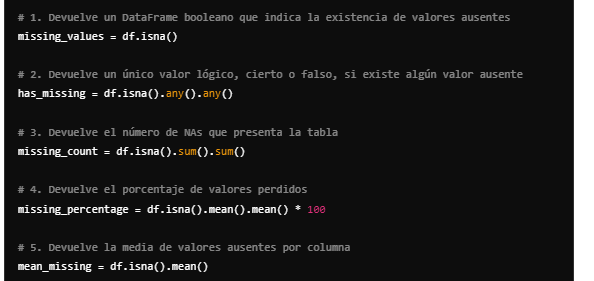 # 1. Devuelve un DataFrame booleano que indica la existencia de valores ausentes
missing_values = df.isna()
# 2. Devuelve un único valor lógico, cierto o falso, si existe algún valor ausente
has_missing = df.isna().any().any()
# 3. Devuelve el número de NAs que presenta la tabla
missing_count = df.isna().sum().sum()
# 4. Devuelve el porcentaje de valores perdidos
missing_percentage = df.isna().mean().mean() * 100
# 5. Devuelve la media de valores ausentes por columna
mean_missing = df.isna().mean()